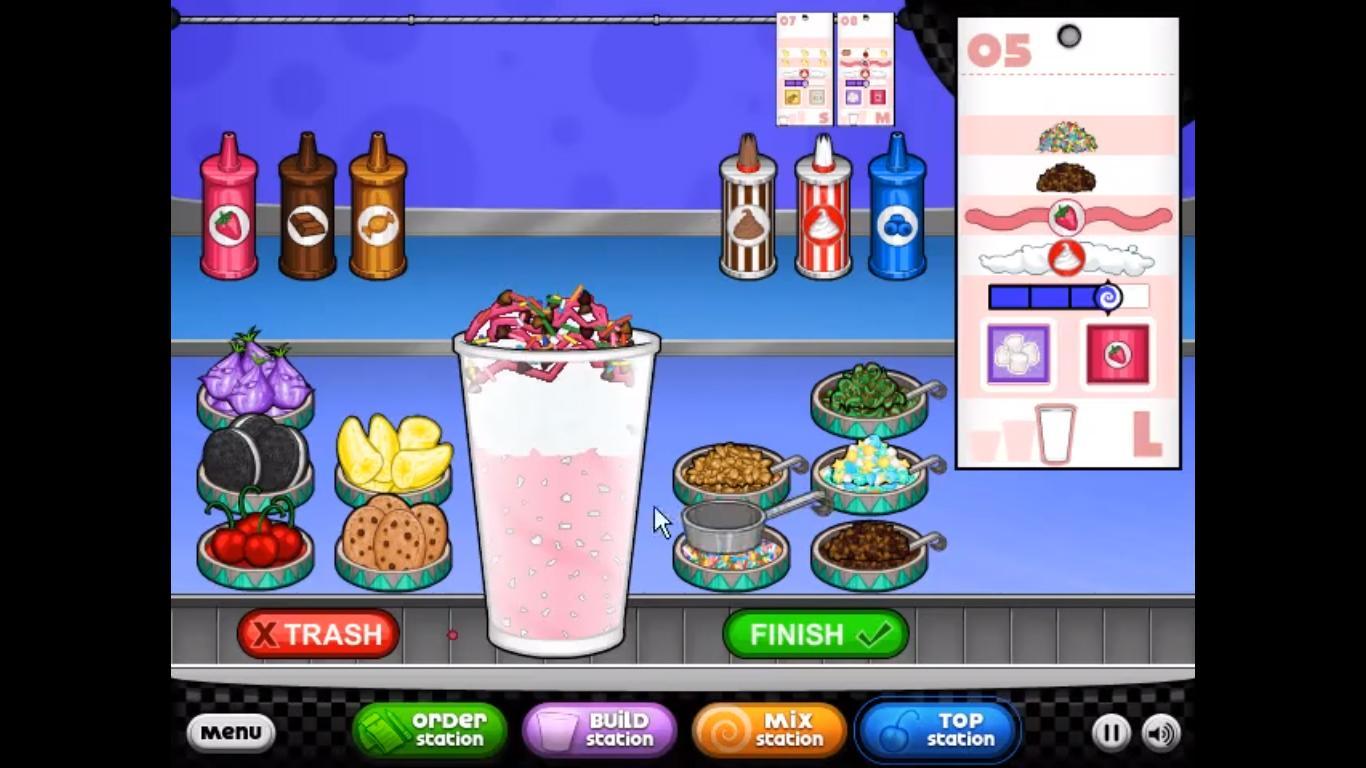 07
08
05
S
M
L
X TRASH
FINISH
MENU
ORDER
STATION
BUILD
STATION
MIX
STATION
TOP
STATION